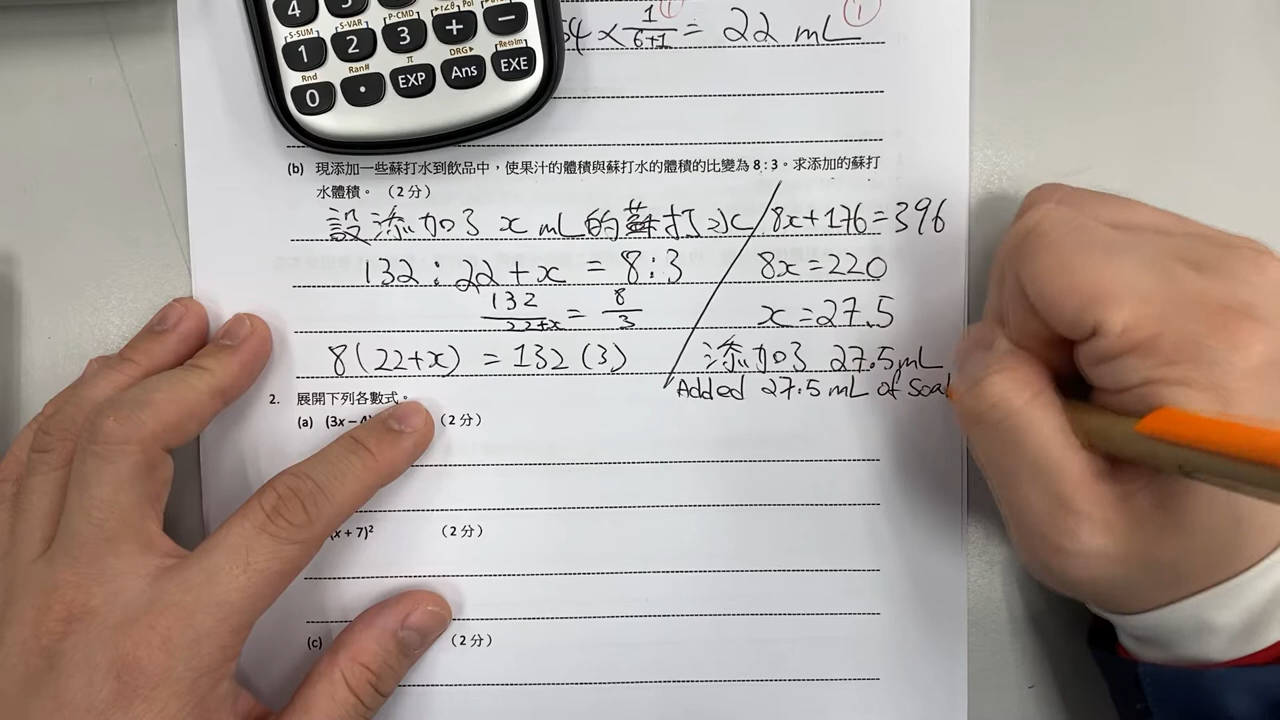 4
S-SUM S-VAR P-CMD
1 2 3 + −
Rnd Ran# π DRG▸ Re⇔Im
0 • EXP Ans EXE
54 × 1/(6+1) = 22 mL
(b) 現添加一些蘇打水到飲品中，使果汁的體積與蘇打水的體積的比變為 8 : 3。求添加的蘇打
水體積。（2 分）
設添加了 x mL的蘇打水
132 : 22 + x = 8 : 3
132/(22+x) = 8/3
8(22+x) = 132(3)
8x+176=396
8x=220
x=27.5
添加了 27.5mL
Added 27.5 mL of
2. 展開下列各數式。
(a) (3x – （2 分）
x + 7)² （2 分）
(c) （2 分）